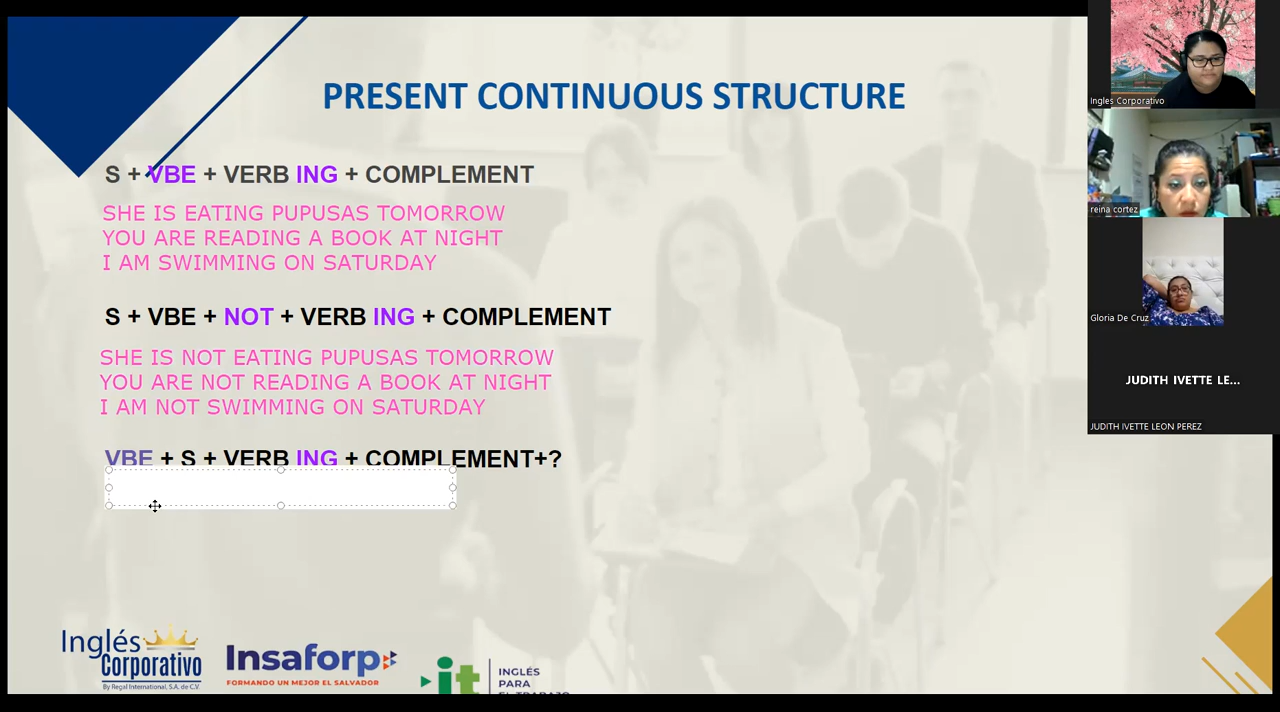 PRESENT CONTINUOUS STRUCTURE
S + VBE + VERB ING + COMPLEMENT
SHE IS EATING PUPUSAS TOMORROW
YOU ARE READING A BOOK AT NIGHT
I AM SWIMMING ON SATURDAY
S + VBE + NOT + VERB ING + COMPLEMENT
SHE IS NOT EATING PUPUSAS TOMORROW
YOU ARE NOT READING A BOOK AT NIGHT
I AM NOT SWIMMING ON SATURDAY
VBE + S + VERB ING + COMPLEMENT+?
Inglés
Corporativo
By Regal International, S.A. de C.V.
Insaforp
FORMANDO UN MEJOR EL SALVADOR
it
INGLÉS
PARA
EL TRABAJO
Ingles Corporativo
reina cortez
Gloria De Cruz
JUDITH IVETTE LE...
JUDITH IVETTE LEON PEREZ